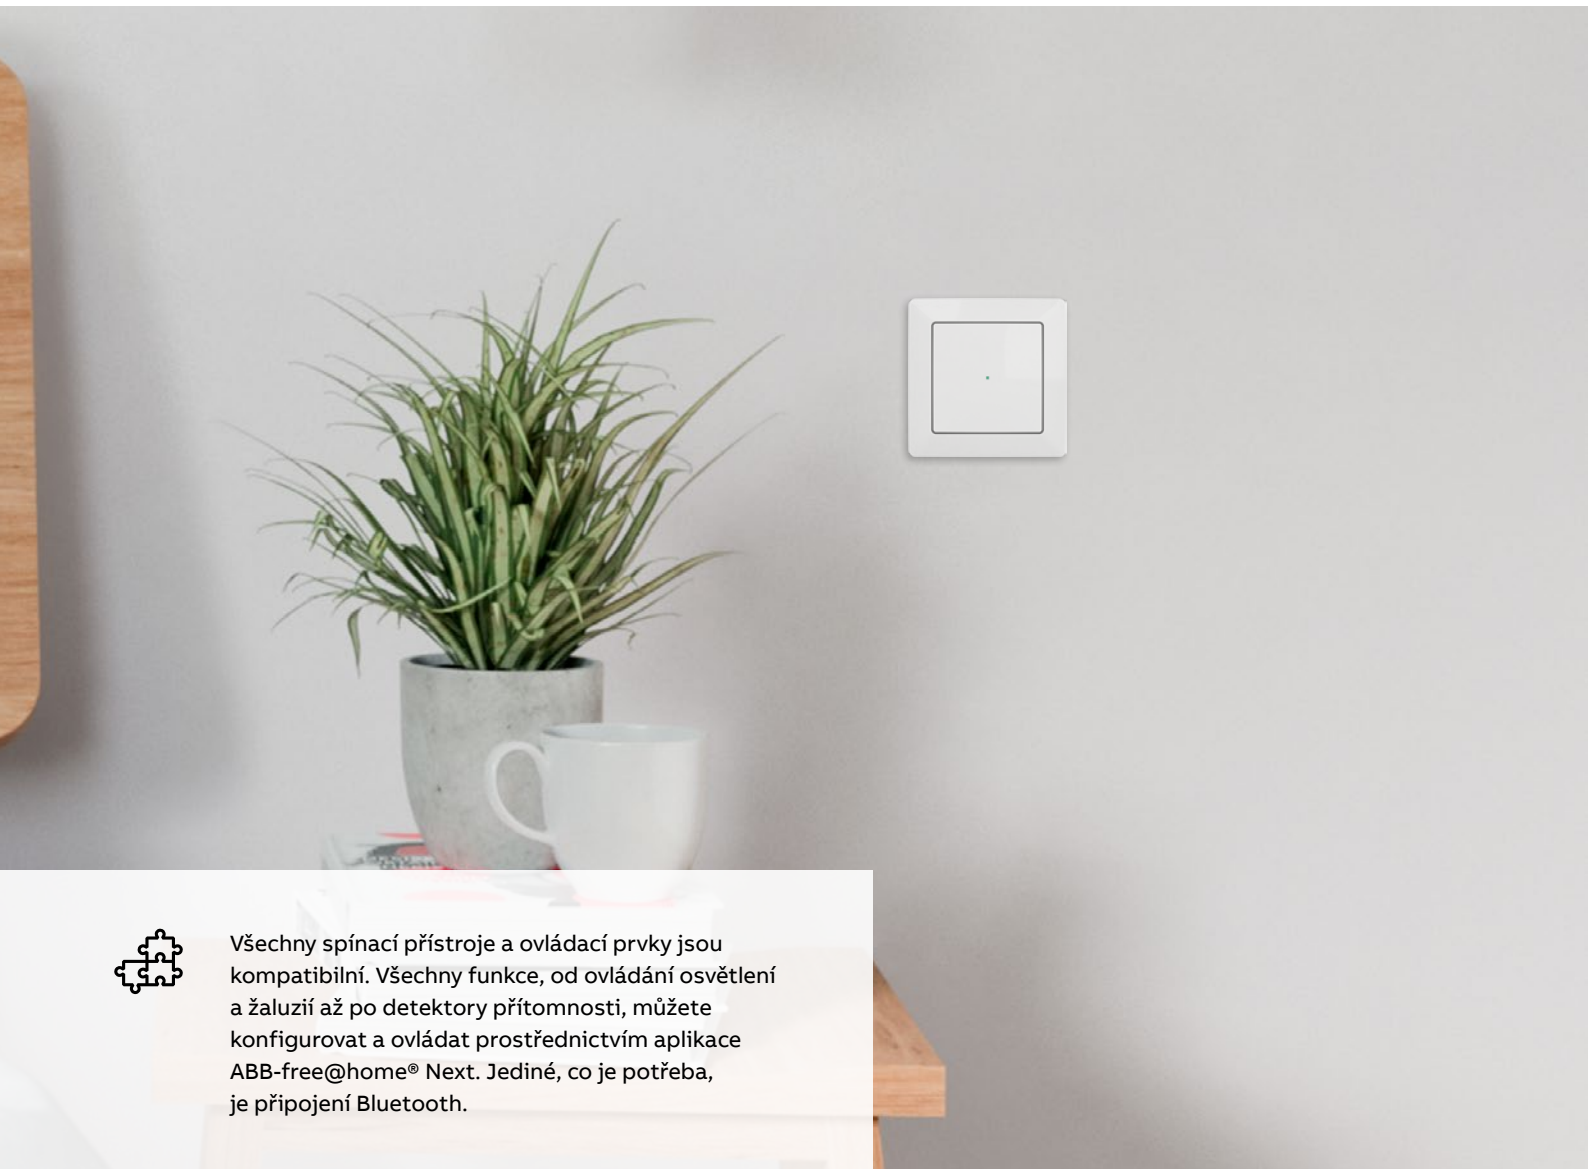 Všechny spínací přístroje a ovládací prvky jsou
kompatibilní. Všechny funkce, od ovládání osvětlení
a žaluzií až po detektory přítomnosti, můžete
konfigurovat a ovládat prostřednictvím aplikace
ABB-free@home® Next. Jediné, co je potřeba,
je připojení Bluetooth.